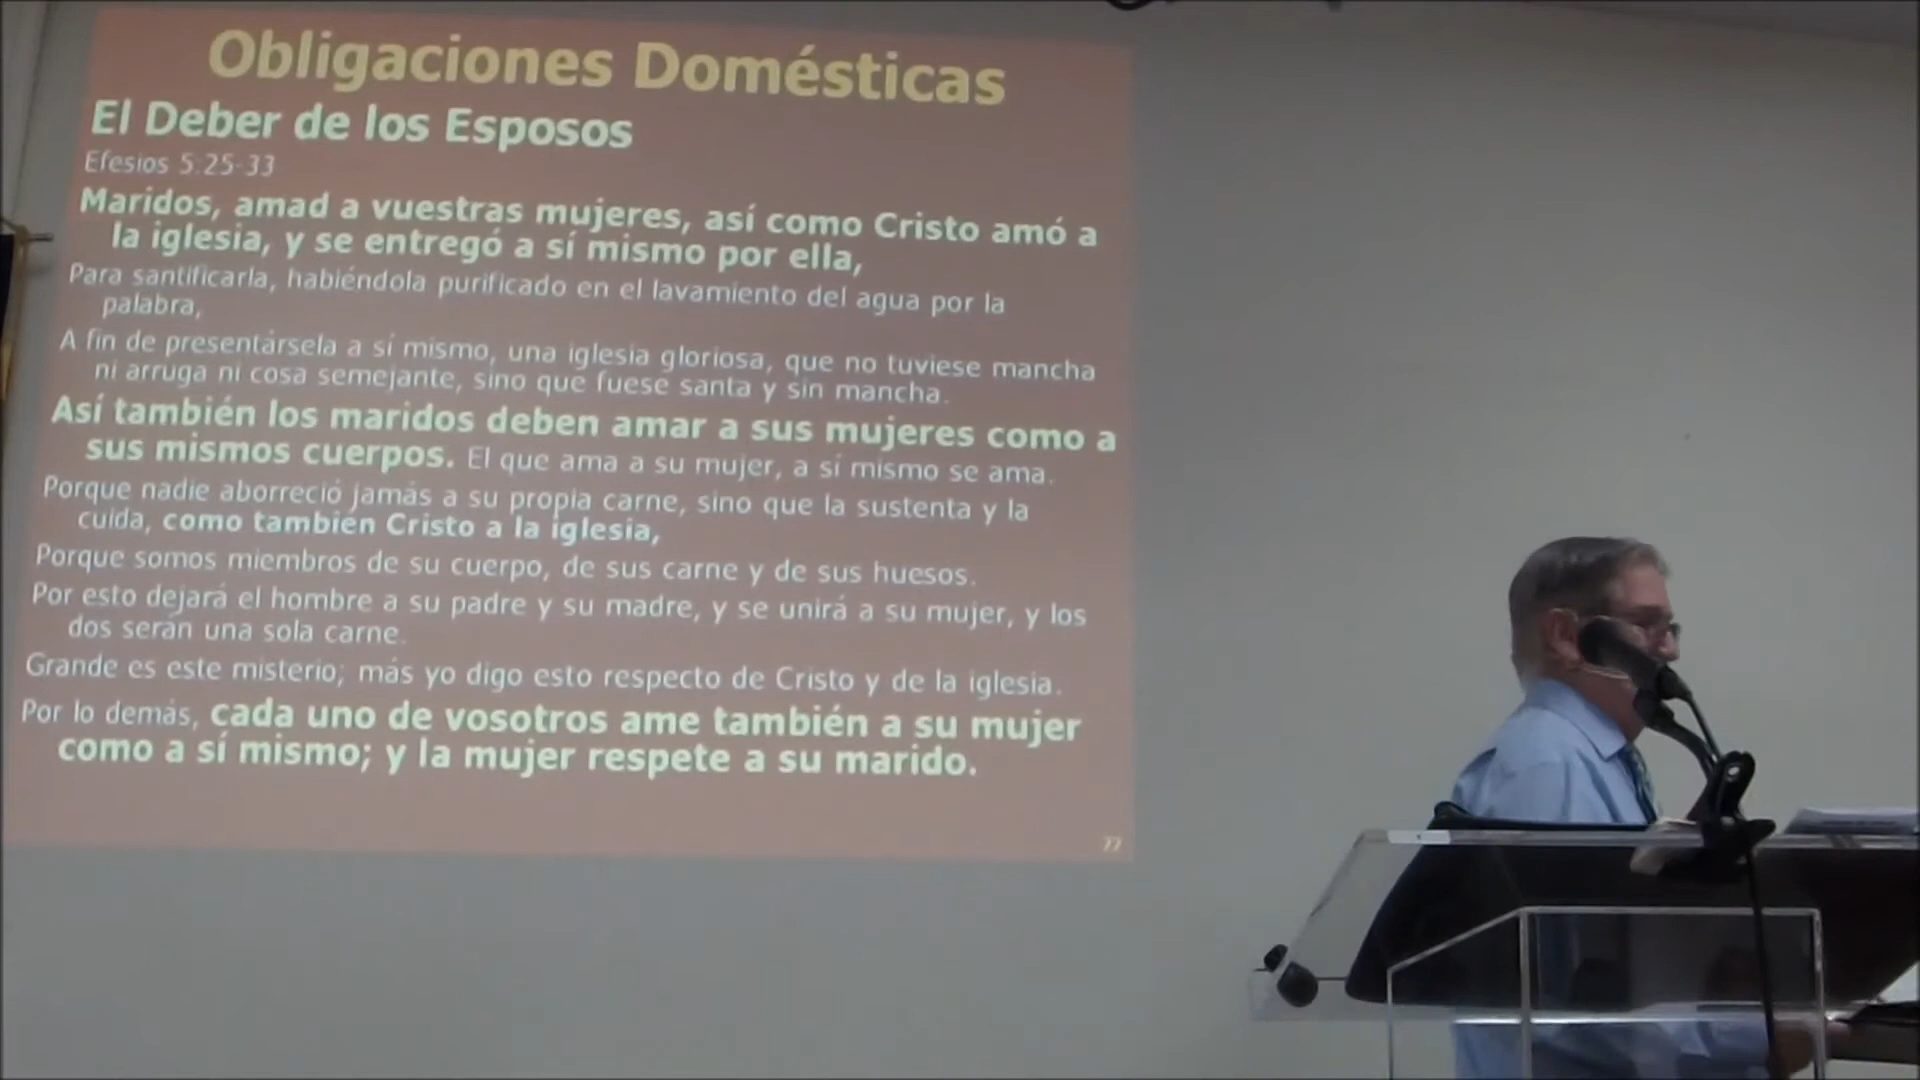 Obligaciones Domésticas
El Deber de los Esposos
Efesios 5:25-33
Maridos, amad a vuestras mujeres, así como Cristo amó a
la iglesia, y se entregó a sí mismo por ella,
Para santificarla, habiéndola purificado en el lavamiento del agua por la
palabra,
A fin de presentársela a sí mismo, una iglesia gloriosa, que no tuviese mancha
ni arruga ni cosa semejante, sino que fuese santa y sin mancha.
Así también los maridos deben amar a sus mujeres como a
sus mismos cuerpos. El que ama a su mujer, a sí mismo se ama.
Porque nadie aborreció jamás a su propia carne, sino que la sustenta y la
cuida, como también Cristo a la iglesia,
Porque somos miembros de su cuerpo, de sus carne y de sus huesos.
Por esto dejará el hombre a su padre y su madre, y se unirá a su mujer, y los
dos serán una sola carne.
Grande es este misterio; más yo digo esto respecto de Cristo y de la iglesia.
Por lo demás, cada uno de vosotros ame también a su mujer
como a sí mismo; y la mujer respete a su marido.
77